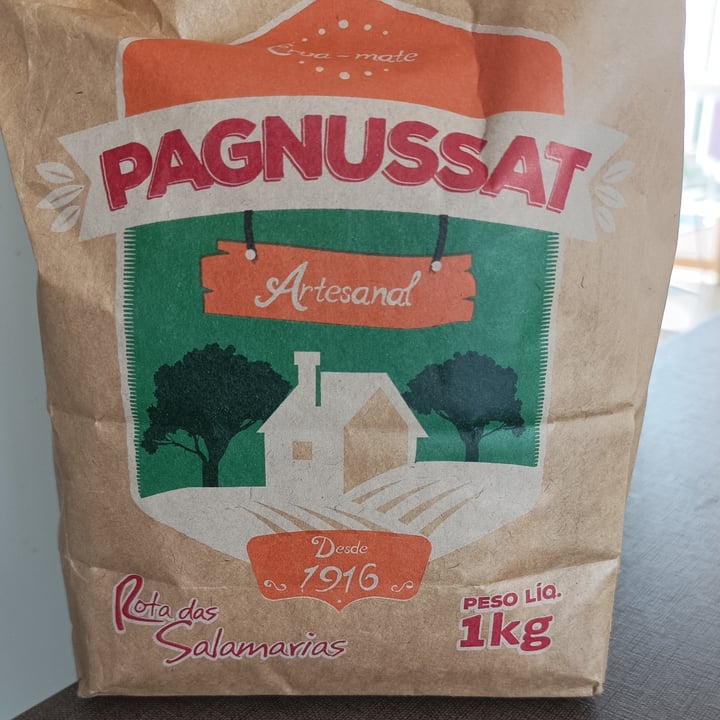 Erva-mate
PAGNUSSAT
Artesanal
Desde
1916
Rota das
Salamarias
PESO LÍQ.
1kg